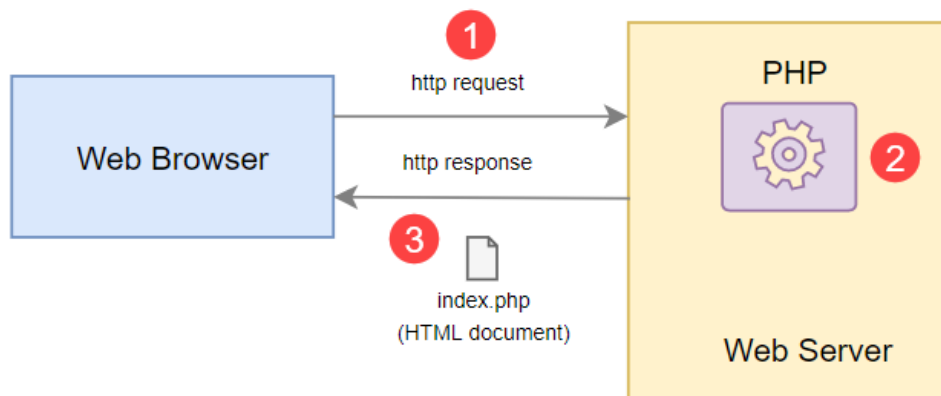 1
http request
PHP
Web Browser
http response
2
3
index.php
(HTML document)
Web Server